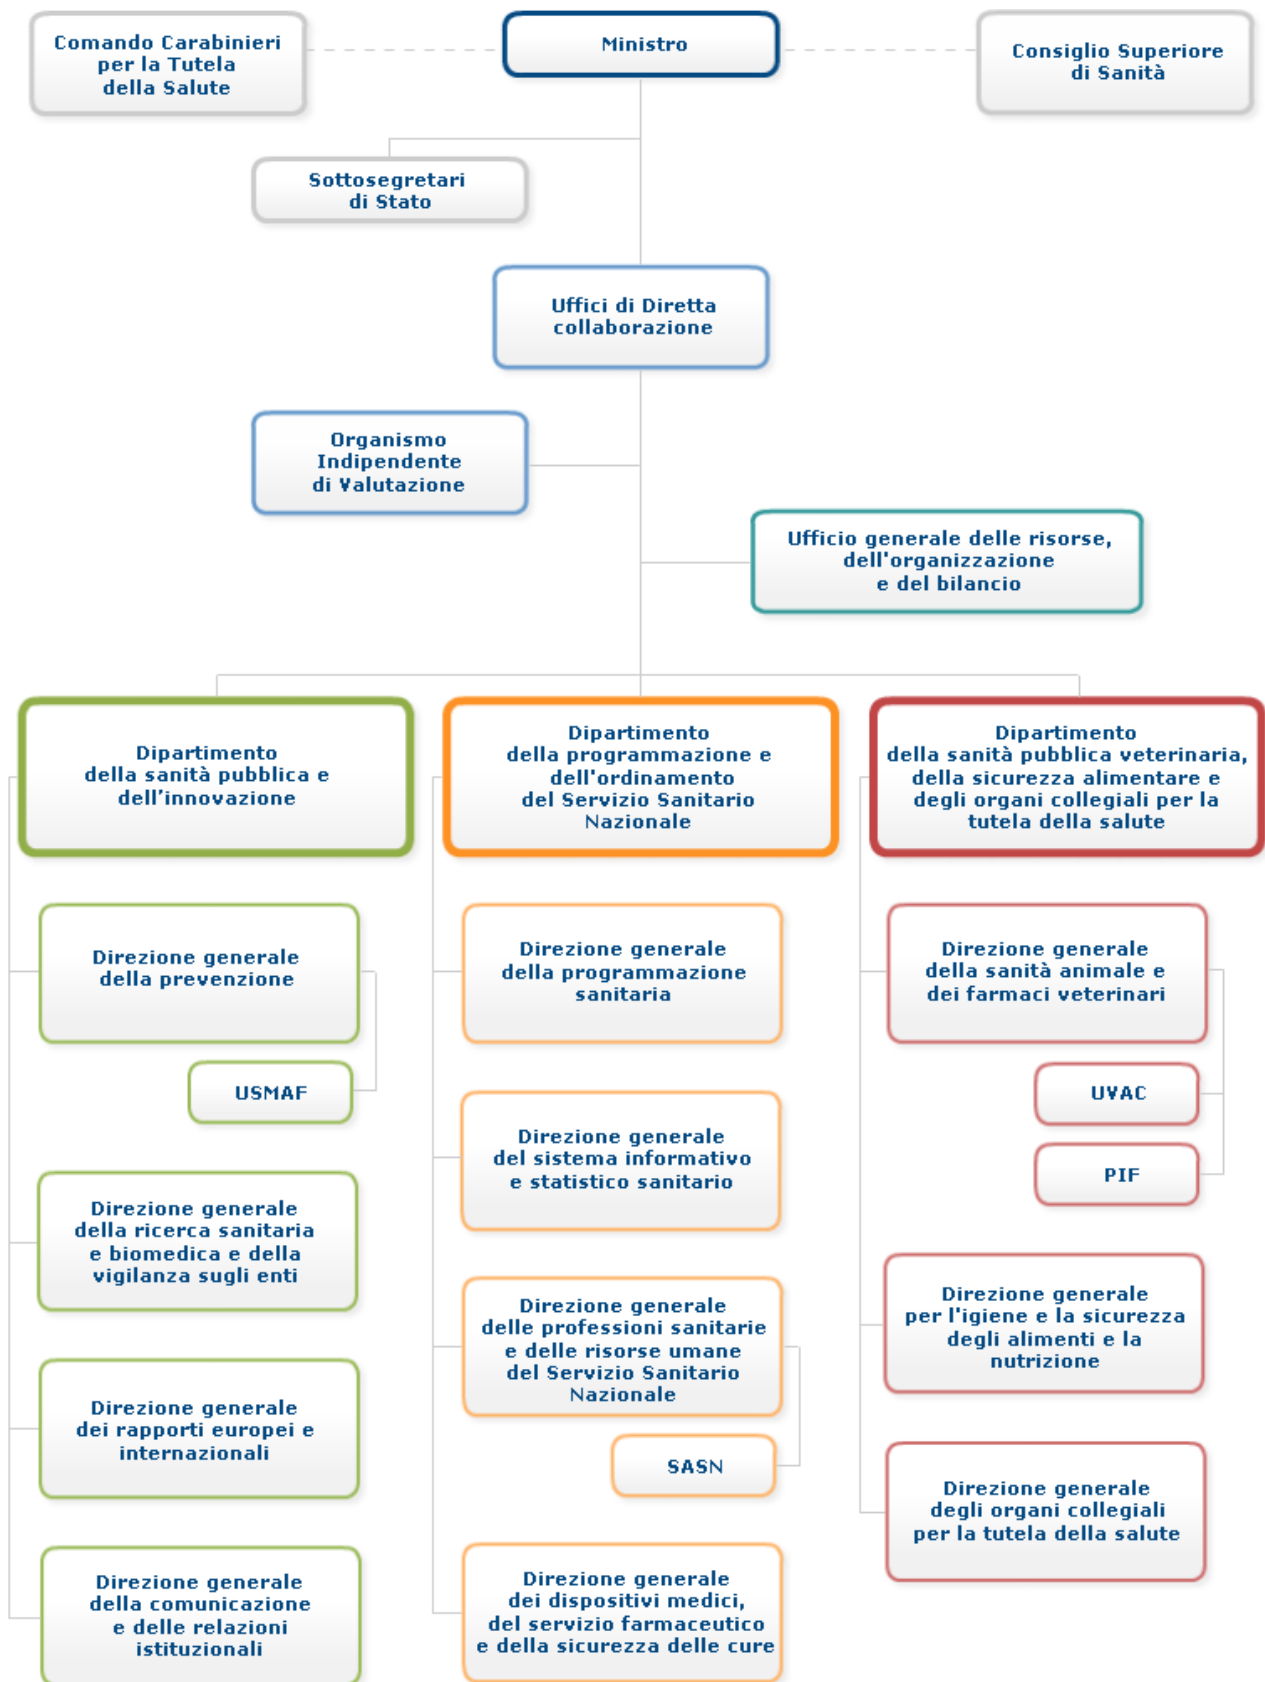 Comando Carabinieri
per la Tutela
della Salute
Ministro
Consiglio Superiore
di Sanità
Sottosegretari
di Stato
Uffici di Diretta
collaborazione
Organismo
Indipendente
di Valutazione
Ufficio generale delle risorse,
dell'organizzazione
e del bilancio
Dipartimento
della sanità pubblica e
dell’innovazione
Direzione generale
della prevenzione
USMAF
Direzione generale
della ricerca sanitaria
e biomedica e della
vigilanza sugli enti
Direzione generale
dei rapporti europei e
internazionali
Direzione generale
della comunicazione
e delle relazioni
istituzionali
Dipartimento
della programmazione e
dell'ordinamento
del Servizio Sanitario
Nazionale
Direzione generale
della programmazione
sanitaria
Direzione generale
del sistema informativo
e statistico sanitario
Direzione generale
delle professioni sanitarie
e delle risorse umane
del Servizio Sanitario
Nazionale
SASN
Direzione generale
dei dispositivi medici,
del servizio farmaceutico
e della sicurezza delle cure
Dipartimento
della sanità pubblica veterinaria,
della sicurezza alimentare e
degli organi collegiali per la
tutela della salute
Direzione generale
della sanità animale e
dei farmaci veterinari
UVAC
PIF
Direzione generale
per l'igiene e la sicurezza
degli alimenti e la
nutrizione
Direzione generale
degli organi collegiali
per la tutela della salute